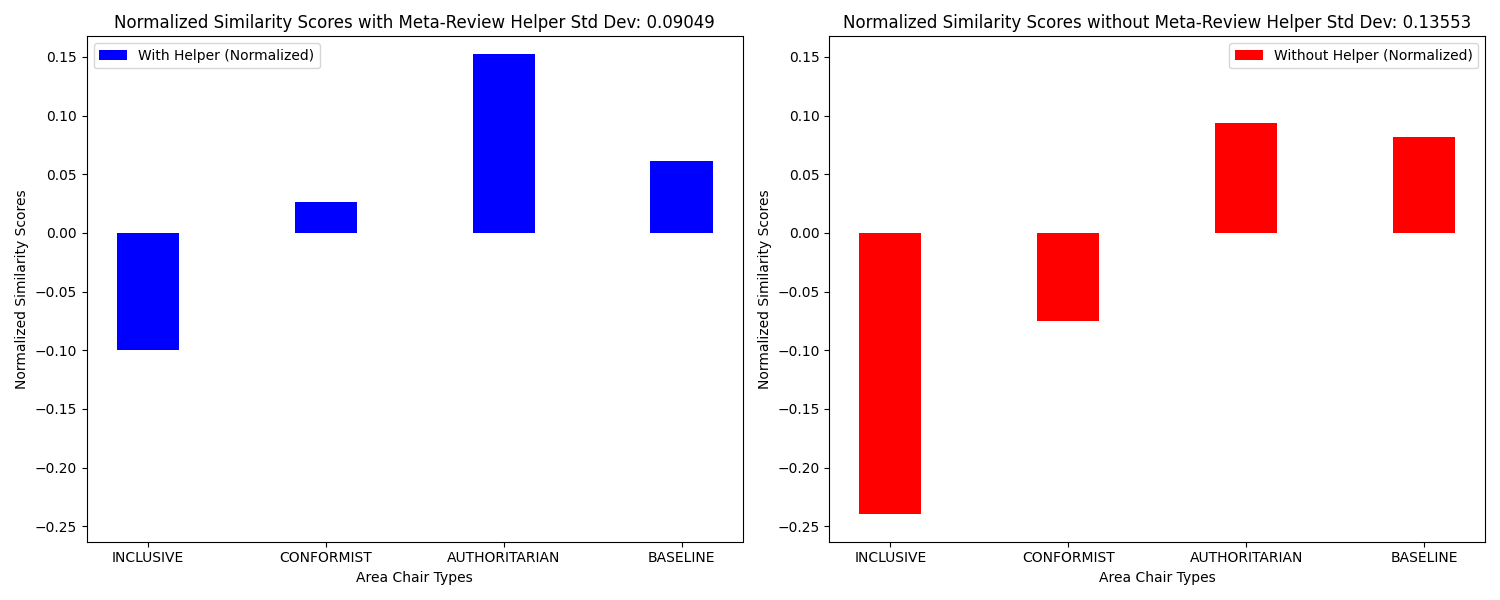 Normalized Similarity Scores with Meta-Review Helper Std Dev: 0.09049
With Helper (Normalized)
0.15
0.10
0.05
0.00
−0.05
−0.10
−0.15
−0.20
−0.25
Normalized Similarity Scores
INCLUSIVE
CONFORMIST
AUTHORITARIAN
BASELINE
Area Chair Types
Normalized Similarity Scores without Meta-Review Helper Std Dev: 0.13553
Without Helper (Normalized)
0.15
0.10
0.05
0.00
−0.05
−0.10
−0.15
−0.20
−0.25
Normalized Similarity Scores
INCLUSIVE
CONFORMIST
AUTHORITARIAN
BASELINE
Area Chair Types